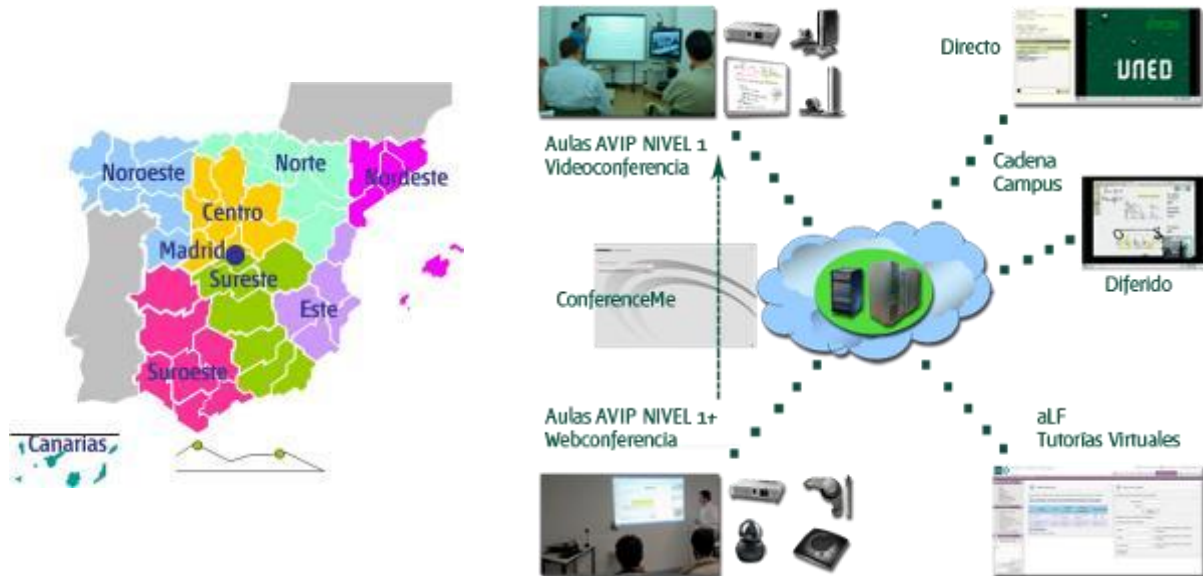 Noroeste
Norte
Nordeste
Centro
Madrid
Sureste
Este
Suroeste
Canarias
Aulas AVIP NIVEL 1
Videoconferencia
ConferenceMe
Aulas AVIP NIVEL 1+
Webconferencia
Directo
UNED
Cadena
Campus
Diferido
aLF
Tutorías Virtuales